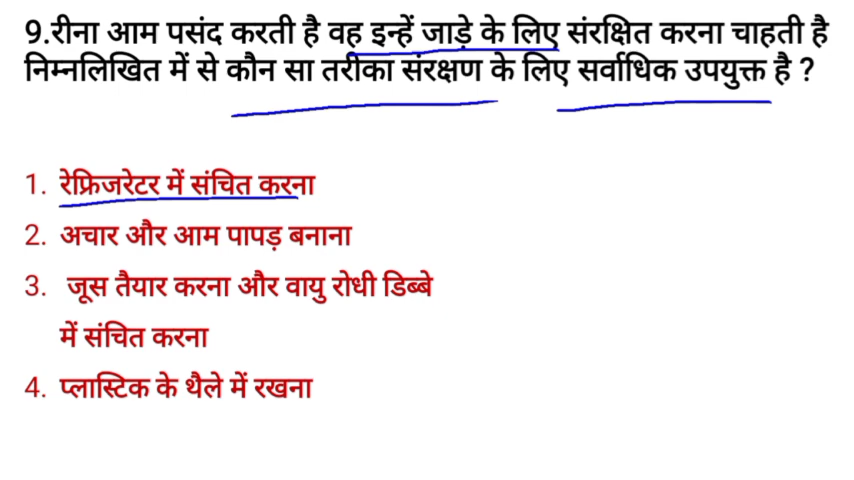 9.रीना आम पसंद करती है वह इन्हें जाड़े के लिए संरक्षित करना चाहती है
निम्नलिखित में से कौन सा तरीका संरक्षण के लिए सर्वाधिक उपयुक्त है ?
1. रेफ्रिजरेटर में संचित करना
2. अचार और आम पापड़ बनाना
3. जूस तैयार करना और वायु रोधी डिब्बे
में संचित करना
4. प्लास्टिक के थैले में रखना